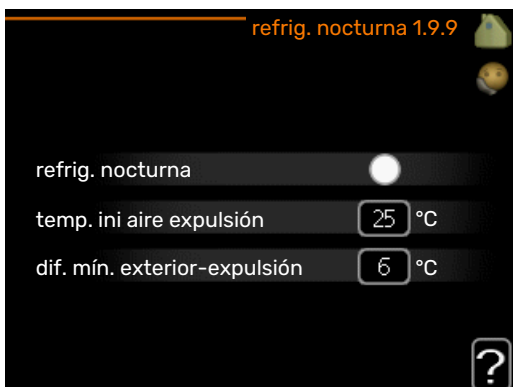 refrig. nocturna 1.9.9
refrig. nocturna
temp. ini aire expulsión 25 °C
dif. mín. exterior-expulsión 6 °C
?